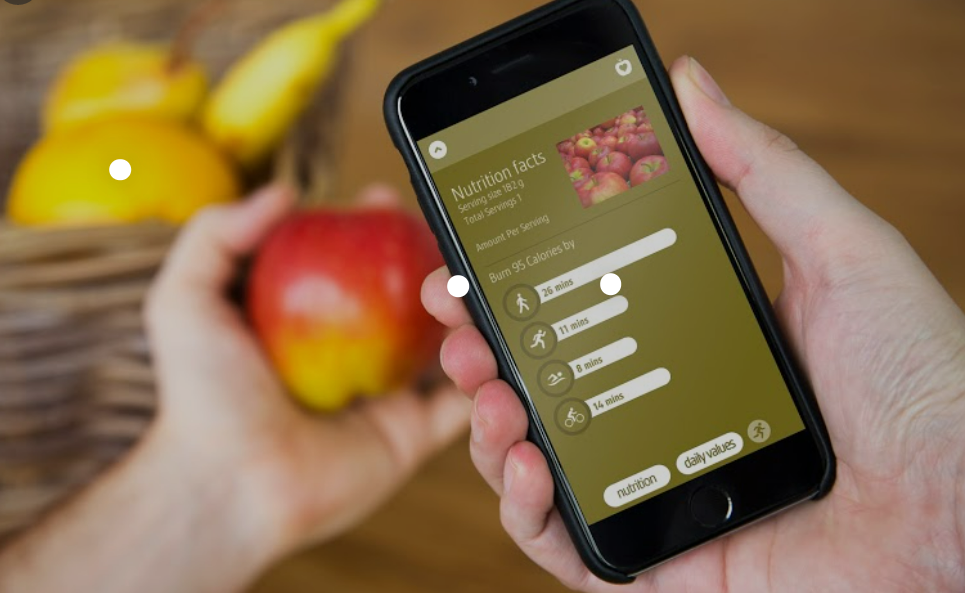 Nutrition facts
Serving size 182 g
Total Servings 1
Amount Per Serving
Burn 95 Calories by
26 mins
11 mins
8 mins
14 mins
nutrition
daily values